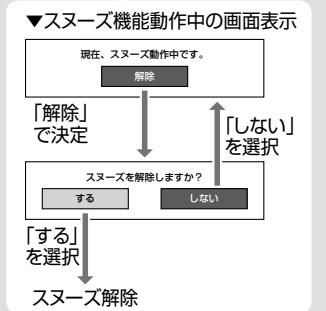 ▼スヌーズ機能動作中の画面表示
現在、スヌーズ動作中です。
解除
「解除」
で決定
「しない」
を選択
スヌーズを解除しますか？
する
しない
「する」
を選択
スヌーズ解除